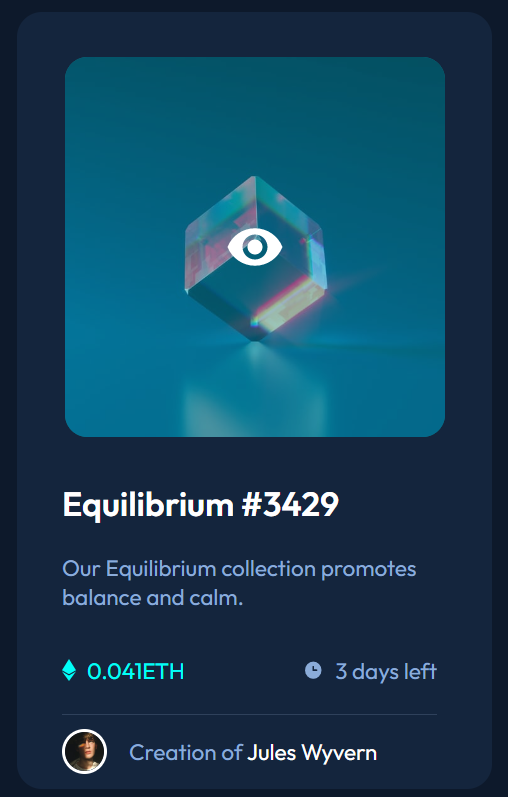 Equilibrium #3429
Our Equilibrium collection promotes
balance and calm.
0.041ETH 3 days left
Creation of Jules Wyvern